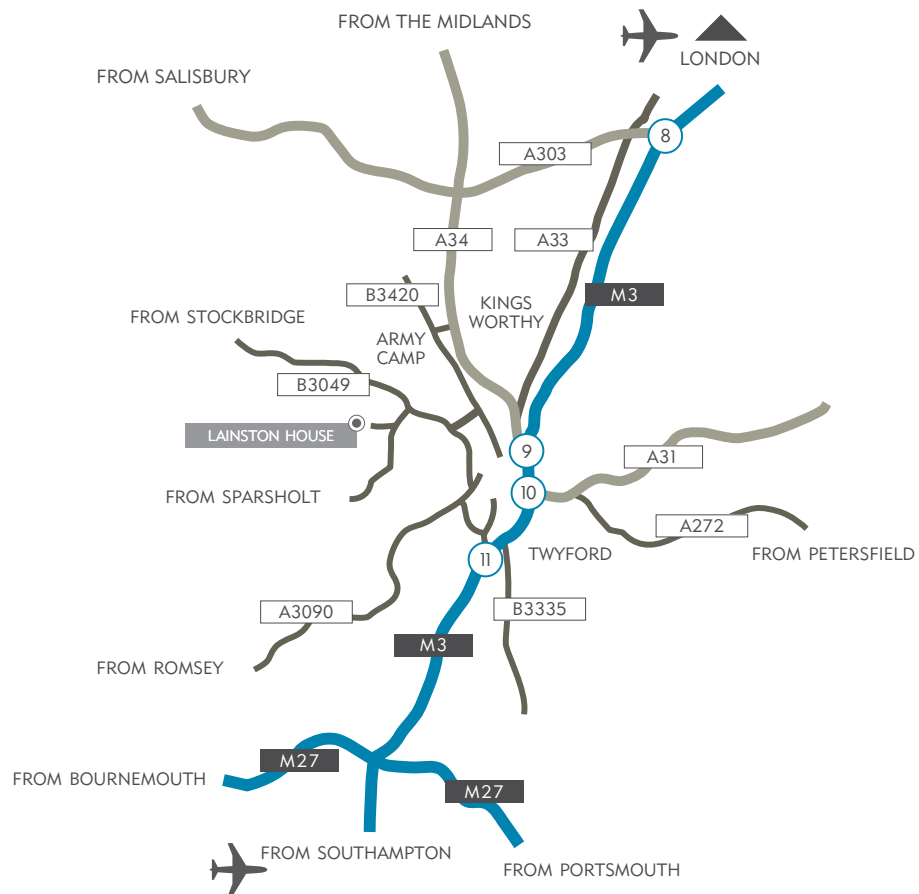 FROM THE MIDLANDS
LONDON
FROM SALISBURY
8
A303
A34
A33
B3420
M3
KINGS
WORTHY
FROM STOCKBRIDGE
ARMY
CAMP
B3049
LAINSTON HOUSE
9
A31
10
FROM SPARSHOLT
A272
TWYFORD
FROM PETERSFIELD
11
A3090
B3335
M3
FROM ROMSEY
M27
FROM BOURNEMOUTH
M27
FROM SOUTHAMPTON
FROM PORTSMOUTH